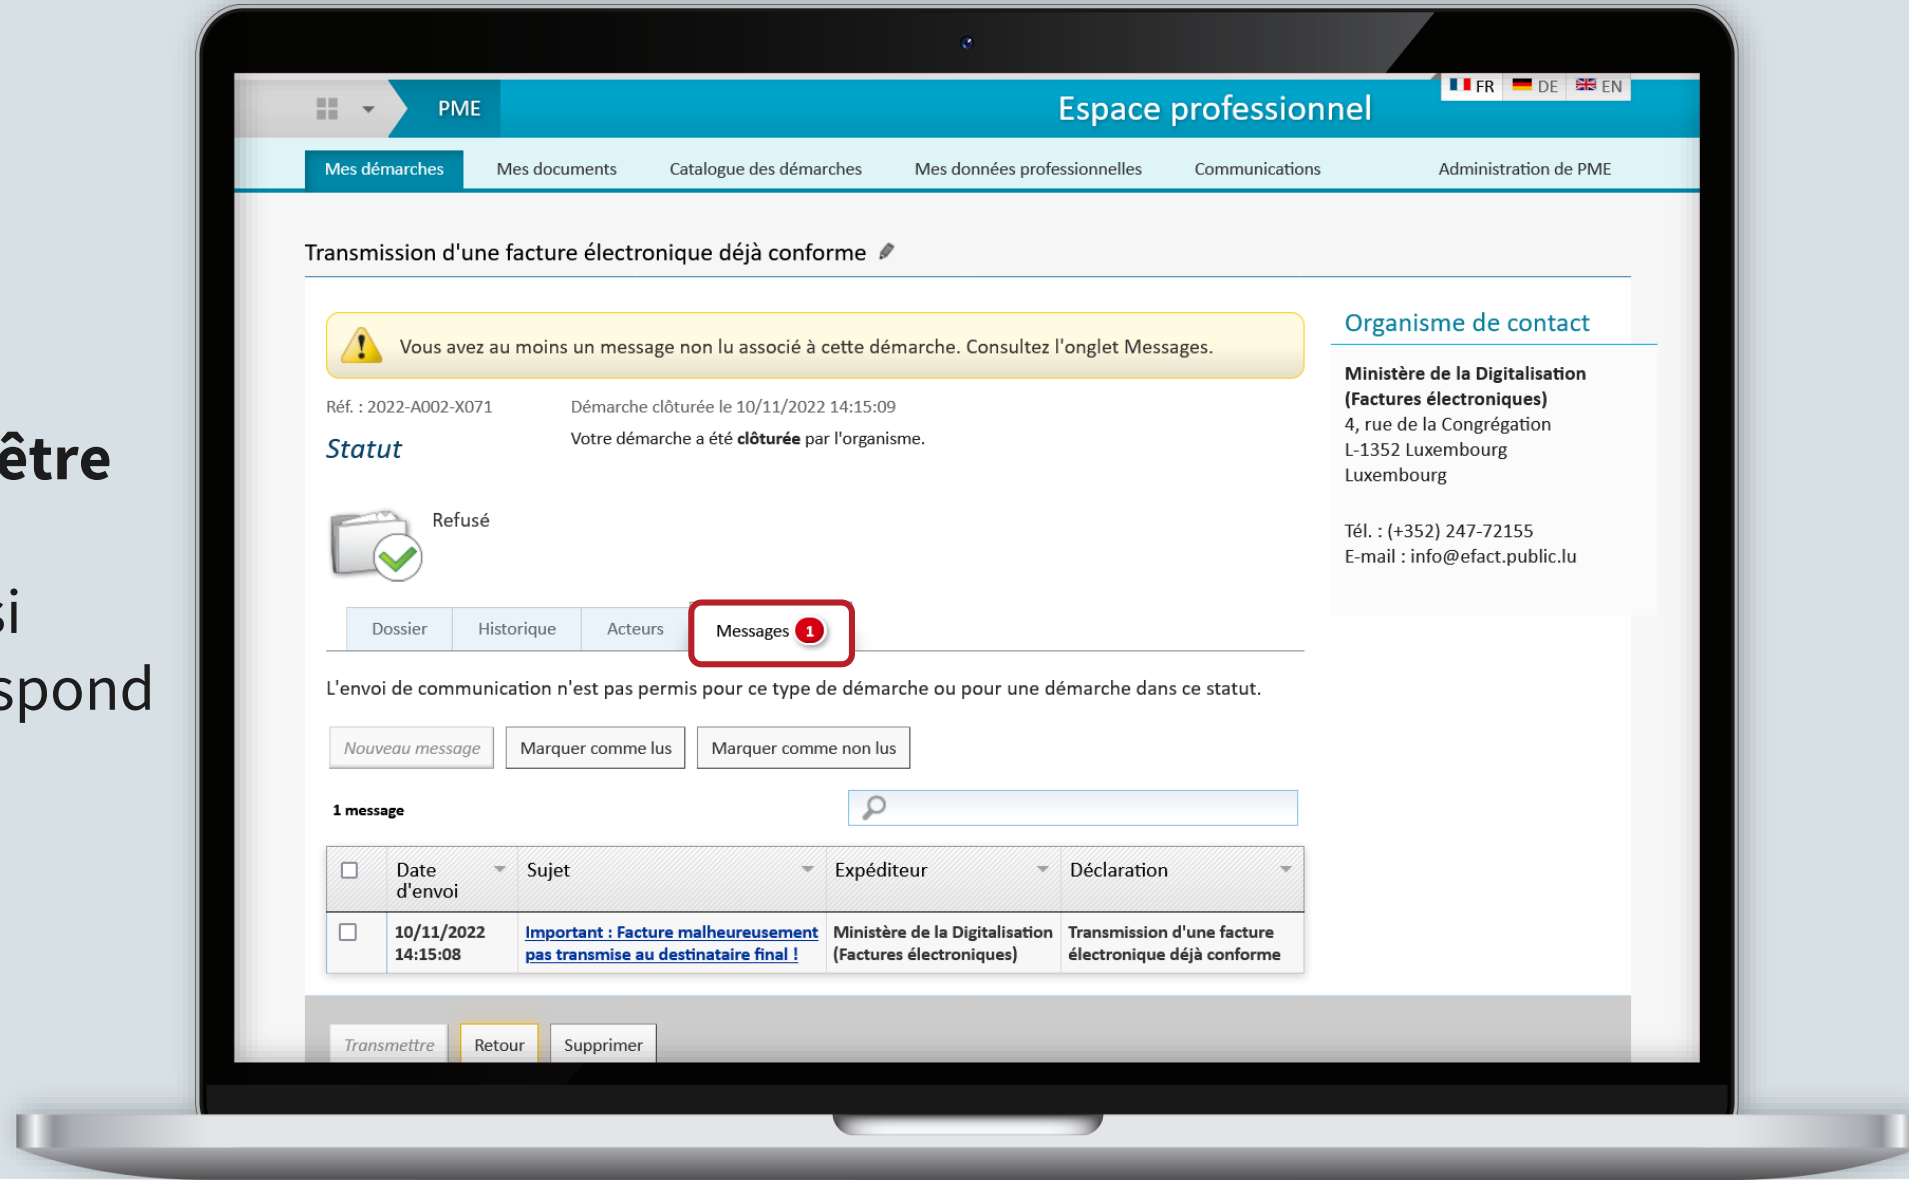 FR DE EN
PME Espace professionnel
Mes démarches Mes documents Catalogue des démarches Mes données professionnelles Communications Administration de PME
Transmission d'une facture électronique déjà conforme
Vous avez au moins un message non lu associé à cette démarche. Consultez l'onglet Messages.
Réf. : 2022-A002-X071 Démarche clôturée le 10/11/2022 14:15:09
Statut Votre démarche a été clôturée par l'organisme.
Refusé
Organisme de contact
Ministère de la Digitalisation
(Factures électroniques)
4, rue de la Congrégation
L-1352 Luxembourg
Luxembourg
Tél. : (+352) 247-72155
E-mail : info@efact.public.lu
être
si
spond
Dossier Historique Acteurs Messages 1
L'envoi de communication n'est pas permis pour ce type de démarche ou pour une démarche dans ce statut.
Nouveau message Marquer comme lus Marquer comme non lus
1 message
Date Sujet Expéditeur Déclaration
d'envoi
10/11/2022 Important : Facture malheureusement Ministère de la Digitalisation Transmission d'une facture
14:15:08 pas transmise au destinataire final ! (Factures électroniques) électronique déjà conforme
Transmettre Retour Supprimer